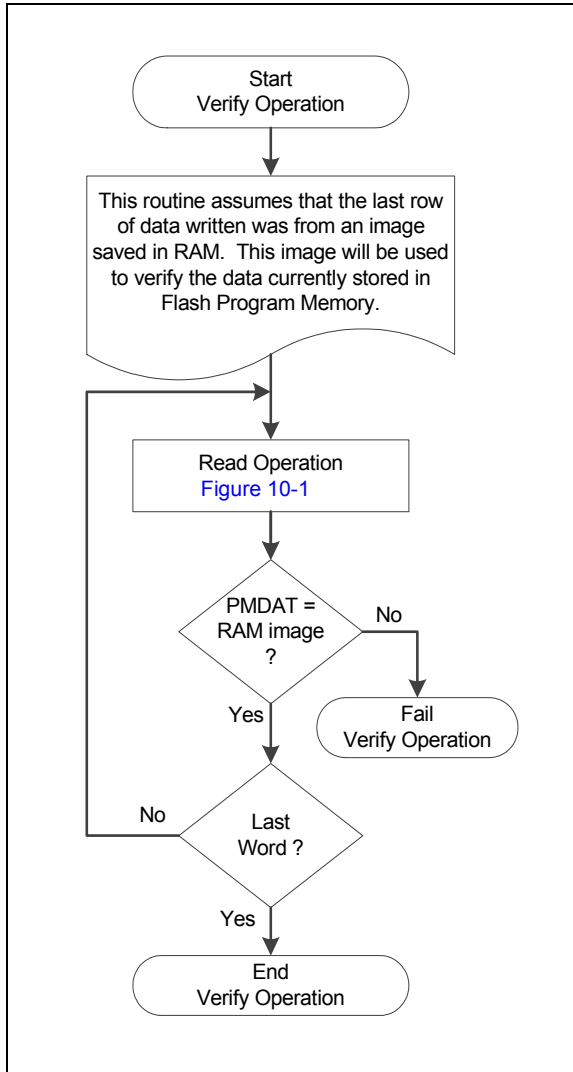 Start
Verify Operation
This routine assumes that the last row
of data written was from an image
saved in RAM. This image will be used
to verify the data currently stored in
Flash Program Memory.
Read Operation
Figure 10-1
PMDAT =
RAM image
?
No
Yes
Fail
Verify Operation
No
Last
Word ?
Yes
End
Verify Operation